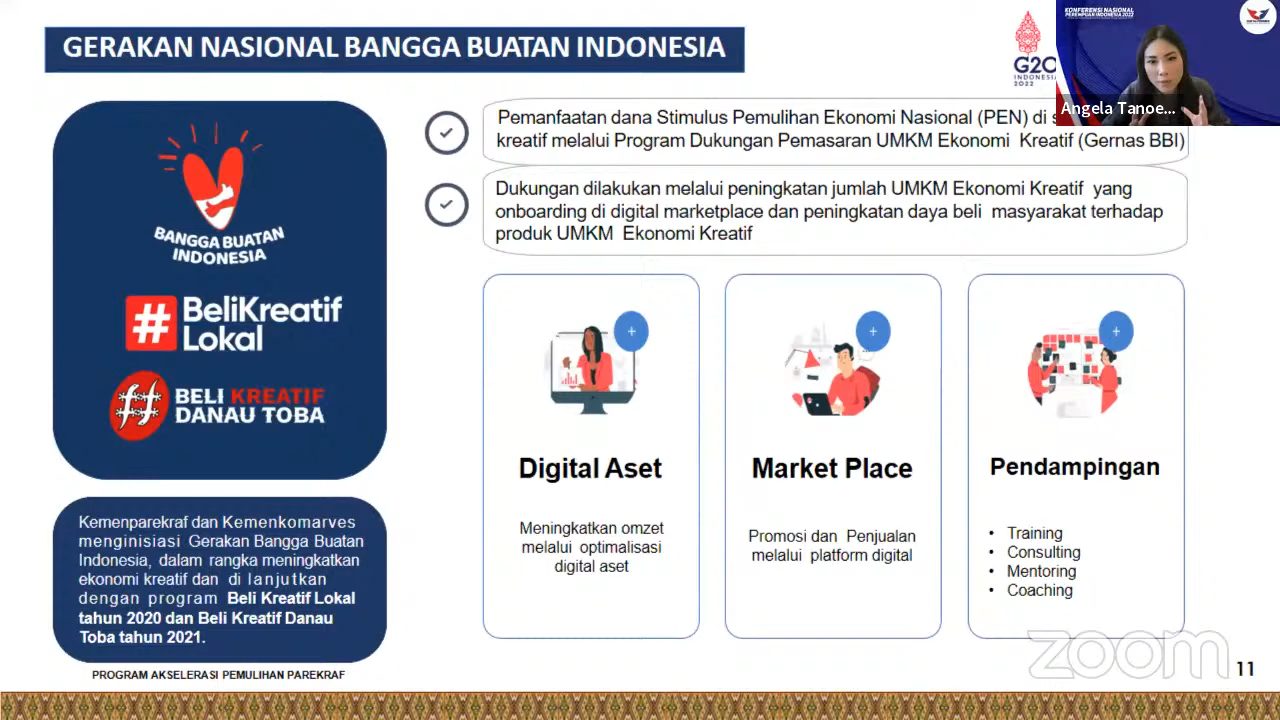 GERAKAN NASIONAL BANGGA BUATAN INDONESIA
G20
INDONESIA
2022
KONFERENSI NASIONAL
PEREMPUAN INDONESIA 2022
Angela Tanoe...
BANGGA BUATAN
INDONESIA
#BeliKreatif
Lokal
## BELI KREATIF
DANAU TOBA
Kemenparekraf dan Kemenkomarves
menginisiasi Gerakan Bangga Buatan
Indonesia, dalam rangka meningkatkan
ekonomi kreatif dan di lanjutkan
dengan program Beli Kreatif Lokal
tahun 2020 dan Beli Kreatif Danau
Toba tahun 2021.
PROGRAM AKSELERASI PEMULIHAN PAREKRAF
Pemanfaatan dana Stimulus Pemulihan Ekonomi Nasional (PEN) di
kreatif melalui Program Dukungan Pemasaran UMKM Ekonomi Kreatif (Gernas BBI)
Dukungan dilakukan melalui peningkatan jumlah UMKM Ekonomi Kreatif yang
onboarding di digital marketplace dan peningkatan daya beli masyarakat terhadap
produk UMKM Ekonomi Kreatif
Digital Aset
Meningkatkan omzet
melalui optimalisasi
digital aset
Market Place
Promosi dan Penjualan
melalui platform digital
Pendampingan
• Training
• Consulting
• Mentoring
• Coaching
zoom
11